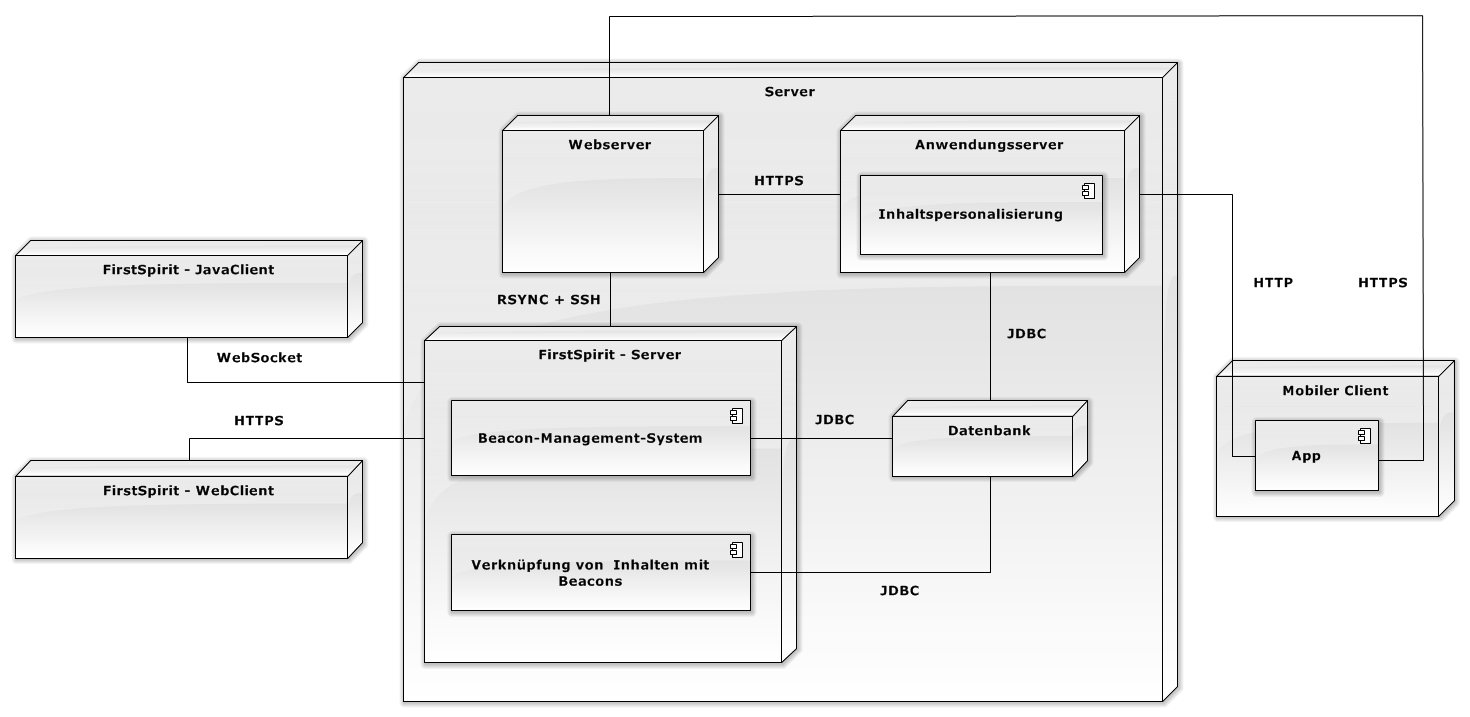 Server
Webserver
Anwendungsserver
HTTPS
Inhaltspersonalisierung
FirstSpirit - JavaClient
WebSocket
RSYNC + SSH
HTTP
HTTPS
JDBC
FirstSpirit - Server
HTTPS
Beacon-Management-System
JDBC
Datenbank
Mobiler Client
App
FirstSpirit - WebClient
Verknüpfung von  Inhalten mit
Beacons
JDBC